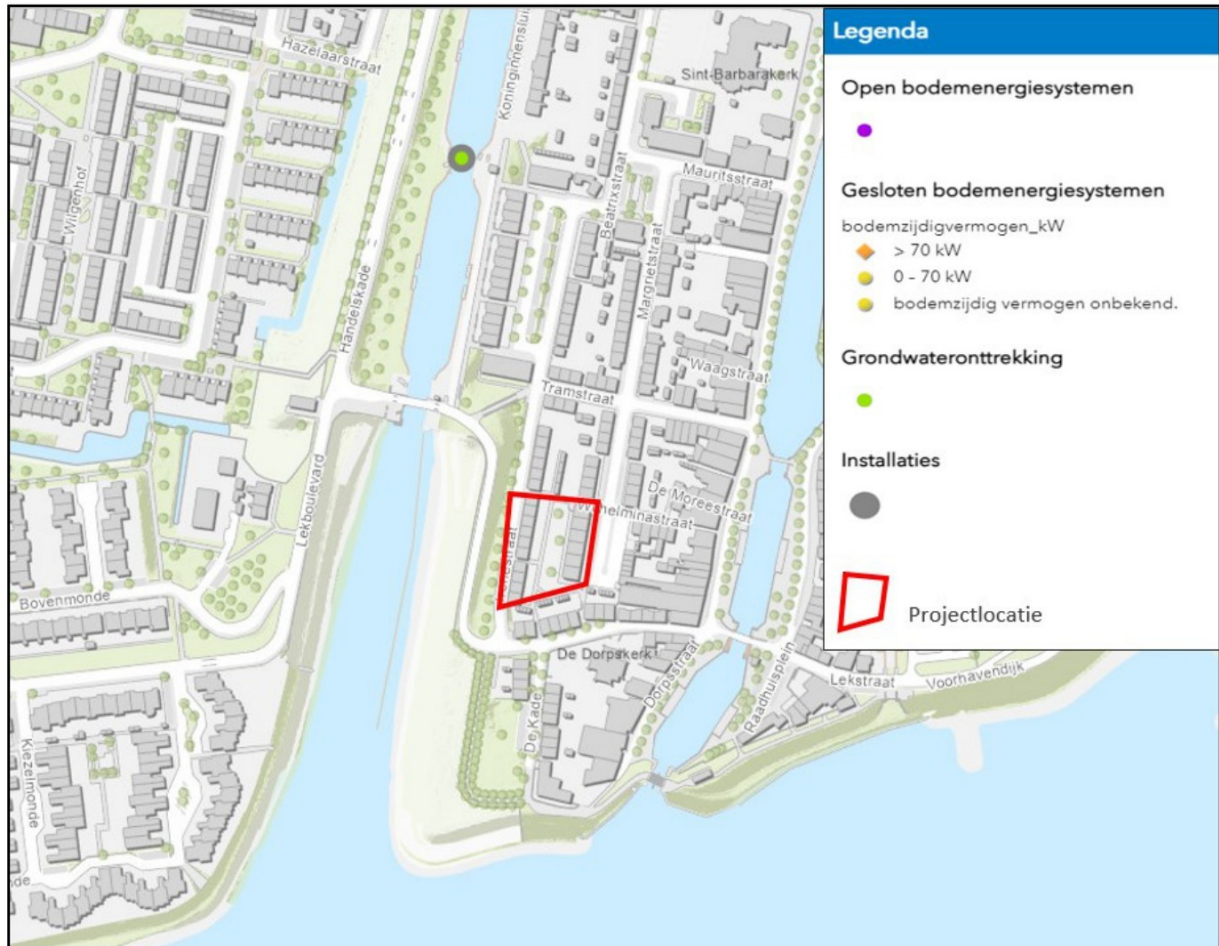 Legenda
Open bodemenergiesystemen
Gesloten bodemenergiesystemen
bodemzijdigvermogen_kW
> 70 kW
0 - 70 kW
bodemzijdig vermogen onbekend.
Grondwateronttrekking
Installaties
Projectlocatie
Hazelaarstraat
Koninginnensluis
Sint-Barbarakerk
Wilgenhof
Mauritsstraat
Beatrixstraat
Margrietstraat
Handelskade
Waagstraat
Tramstraat
De Moreestraat
Wilhelminastraat
Lekboulevard
Bovenmonde
De Dorpskerk
Dorpsstraat
Raadhuisplein
Lekstraat
Voorhavendijk
De Kade
Kiezelmonde